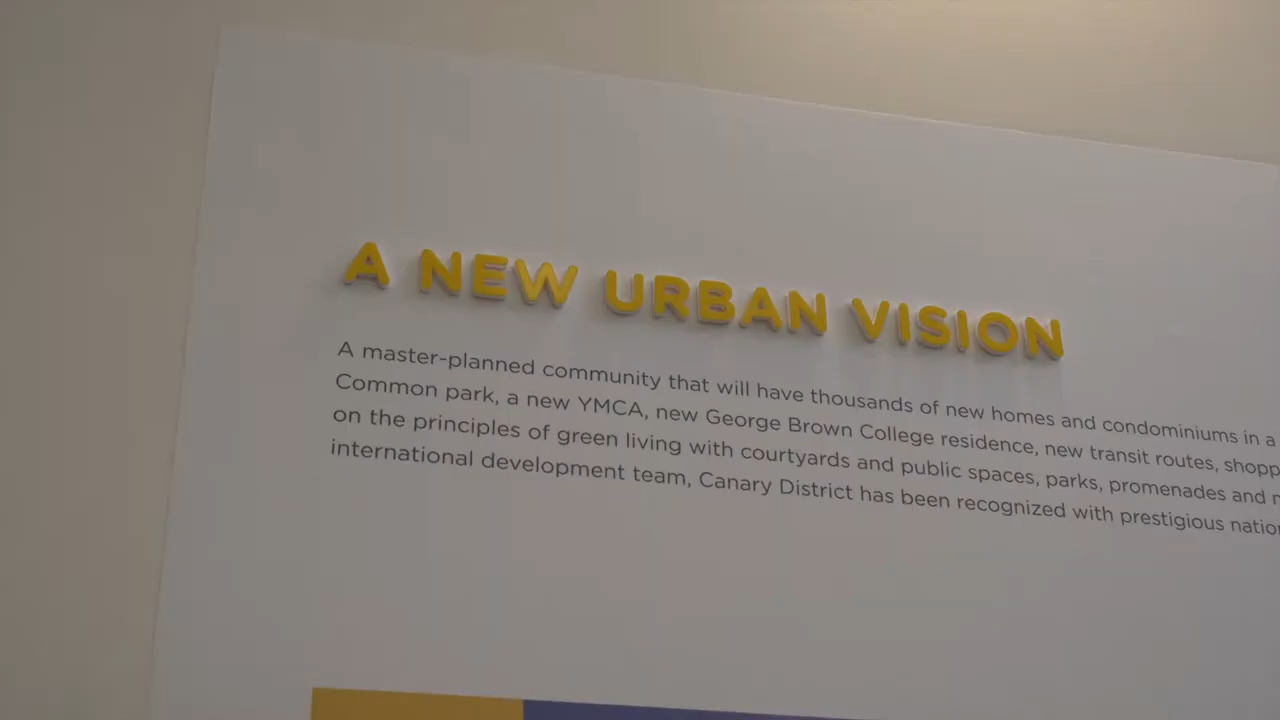 A NEW URBAN VISION
A master-planned community that will have thousands of new homes and condominiums in a
Common park, a new YMCA, new George Brown College residence, new transit routes, shopp
on the principles of green living with courtyards and public spaces, parks, promenades and
international development team, Canary District has been recognized with prestigious natio